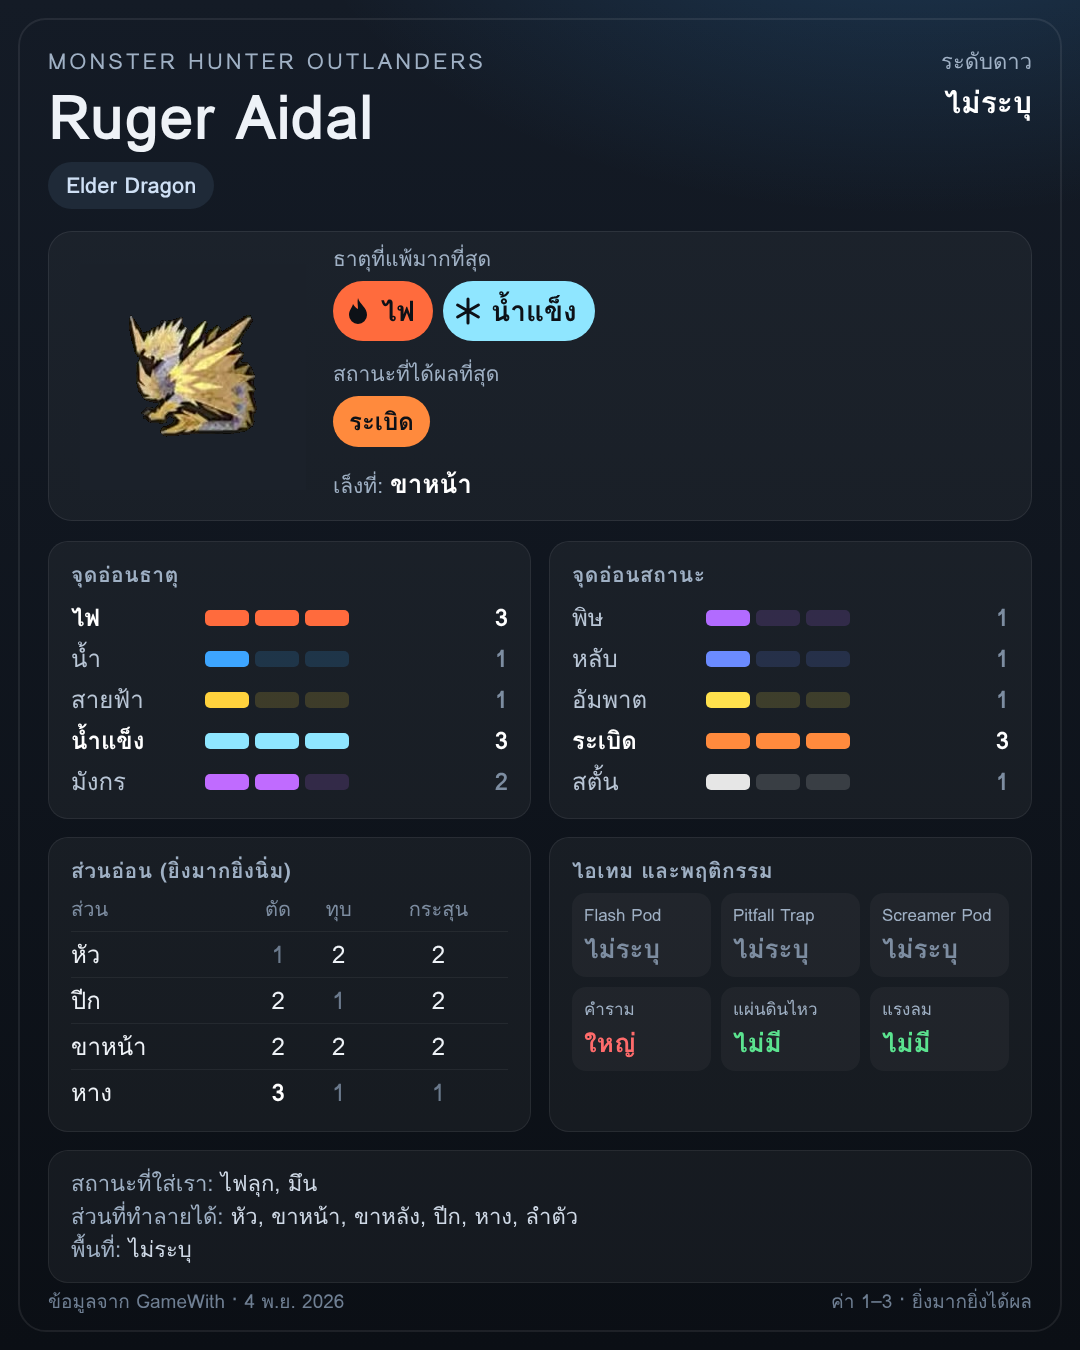 MONSTER HUNTER OUTLANDERS
Ruger Aidal
Elder Dragon
ระดับดาว
ไม่ระบุ
ธาตุที่แพ้มากที่สุด
ไฟ น้ำแข็ง
สถานะที่ได้ผลที่สุด
ระเบิด
เล็งที่: ขาหน้า
จุดอ่อนธาตุ
ไฟ 3
น้ำ 1
สายฟ้า 1
น้ำแข็ง 3
มังกร 2
จุดอ่อนสถานะ
พิษ 1
หลับ 1
อัมพาต 1
ระเบิด 3
สตั้น 1
ส่วนอ่อน (ยิ่งมากยิ่งนิ่ม)
ส่วน ตัด ทุบ กระสุน
หัว 1 2 2
ปีก 2 1 2
ขาหน้า 2 2 2
หาง 3 1 1
ไอเทม และพฤติกรรม
Flash Pod Pitfall Trap Screamer Pod
ไม่ระบุ ไม่ระบุ ไม่ระบุ
คำราม แผ่นดินไหว แรงลม
ใหญ่ ไม่มี ไม่มี
สถานะที่ใส่เรา: ไฟลุก, มึน
ส่วนที่ทำลายได้: หัว, ขาหน้า, ขาหลัง, ปีก, หาง, ลำตัว
พื้นที่: ไม่ระบุ
ข้อมูลจาก GameWith · 4 พ.ย. 2026
ค่า 1–3 · ยิ่งมากยิ่งได้ผล